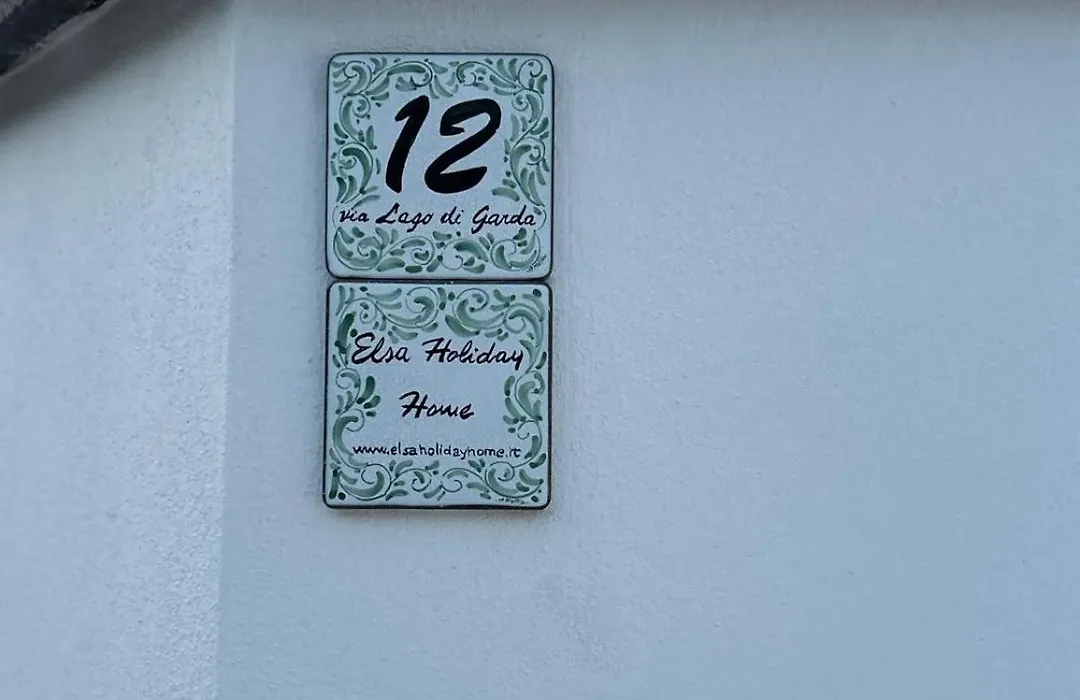 12
via Lago di Garda
Elsa Holiday
Home
www.elsaholidayhome.it